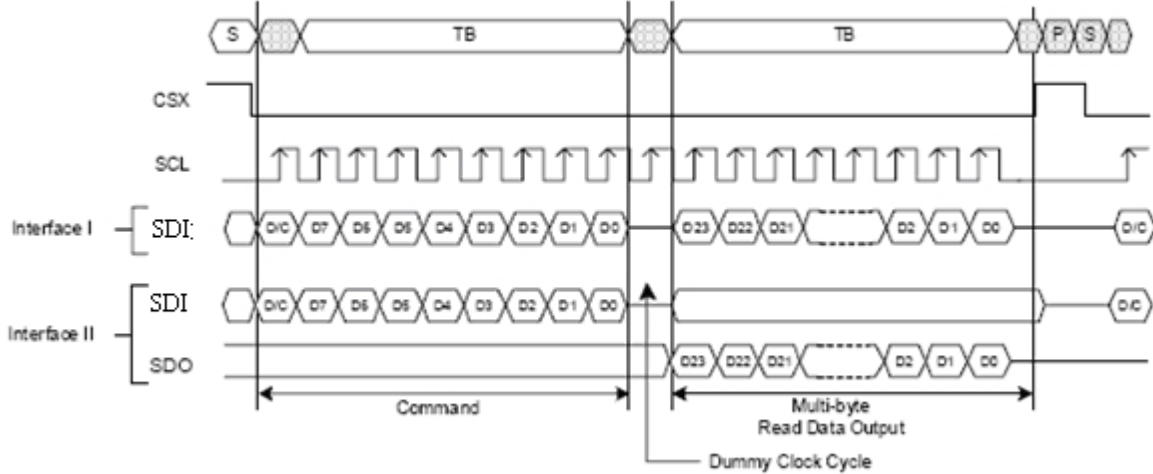 S TB TB P S
CSX
SCL
Interface I SDI: D/C D7 D6 D5 D4 D3 D2 D1 D0 D23 D22 D21 D2 D1 D0 D/C
SDI D/C D7 D6 D5 D4 D3 D2 D1 D0 D/C
Interface II
SDO D23 D22 D21 D2 D1 D0
Command Multi-byte
Read Data Output
Dummy Clock Cycle